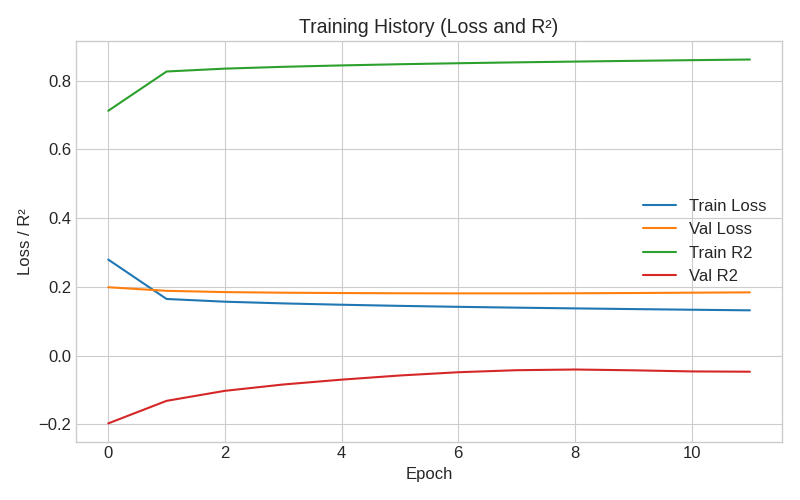 Training History (Loss and R²)
Loss / R²
0.8
0.6
0.4
0.2
0.0
−0.2
Train Loss
Val Loss
Train R2
Val R2
0 2 4 6 8 10
Epoch